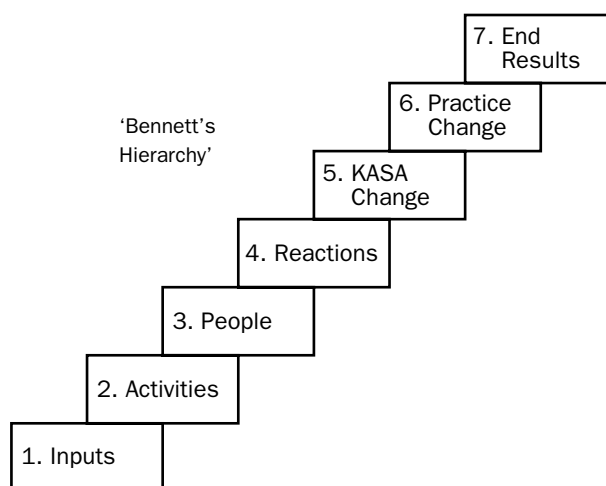 7. End
Results
6. Practice
Change
‘Bennett’s
Hierarchy’
5. KASA
Change
4. Reactions
3. People
2. Activities
1. Inputs